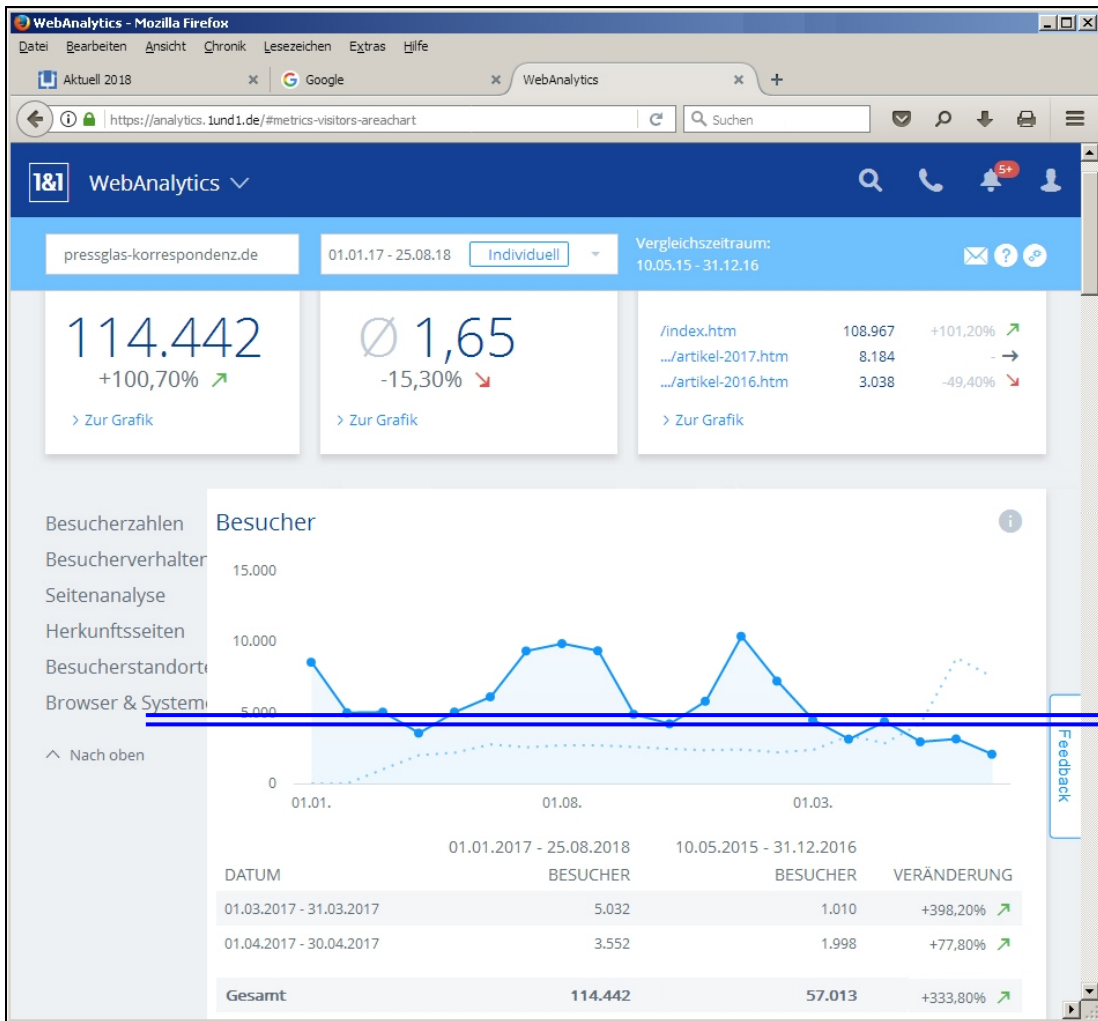 WebAnalytics - Mozilla Firefox
Datei Bearbeiten Ansicht Chronik Lesezeichen Extras Hilfe
Aktuell 2018 Google WebAnalytics
https://analytics.1und1.de/#metrics-visitors-areachart Suchen
1&1 WebAnalytics 5+
pressglas-korrespondenz.de 01.01.17 - 25.08.18 Individuell
Vergleichszeitraum:
10.05.15 - 31.12.16
114.442
+100,70%
> Zur Grafik
Ø 1,65
-15,30%
> Zur Grafik
/index.htm 108.967 +101,20%
.../artikel-2017.htm 8.184 -
.../artikel-2016.htm 3.038 -49,40%
> Zur Grafik
Besucherzahlen
Besucherverhalten
Seitenanalyse
Herkunftsseiten
Besucherstandorte
Browser & Systeme
Nach oben
Besucher
15.000
10.000
5.000
0
01.01. 01.08. 01.03.
Feedback
01.01.2017 - 25.08.2018 10.05.2015 - 31.12.2016
DATUM BESUCHER BESUCHER VERÄNDERUNG
01.03.2017 - 31.03.2017 5.032 1.010 +398,20%
01.04.2017 - 30.04.2017 3.552 1.998 +77,80%
Gesamt 114.442 57.013 +333,80%